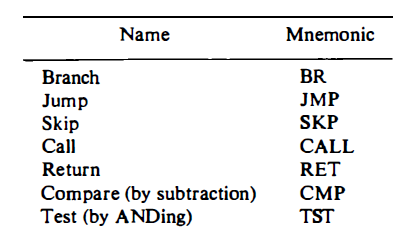 Name Mnemonic
Branch BR
Jump JMP
Skip SKP
Call CALL
Return RET
Compare (by subtraction) CMP
Test (by ANDing) TST